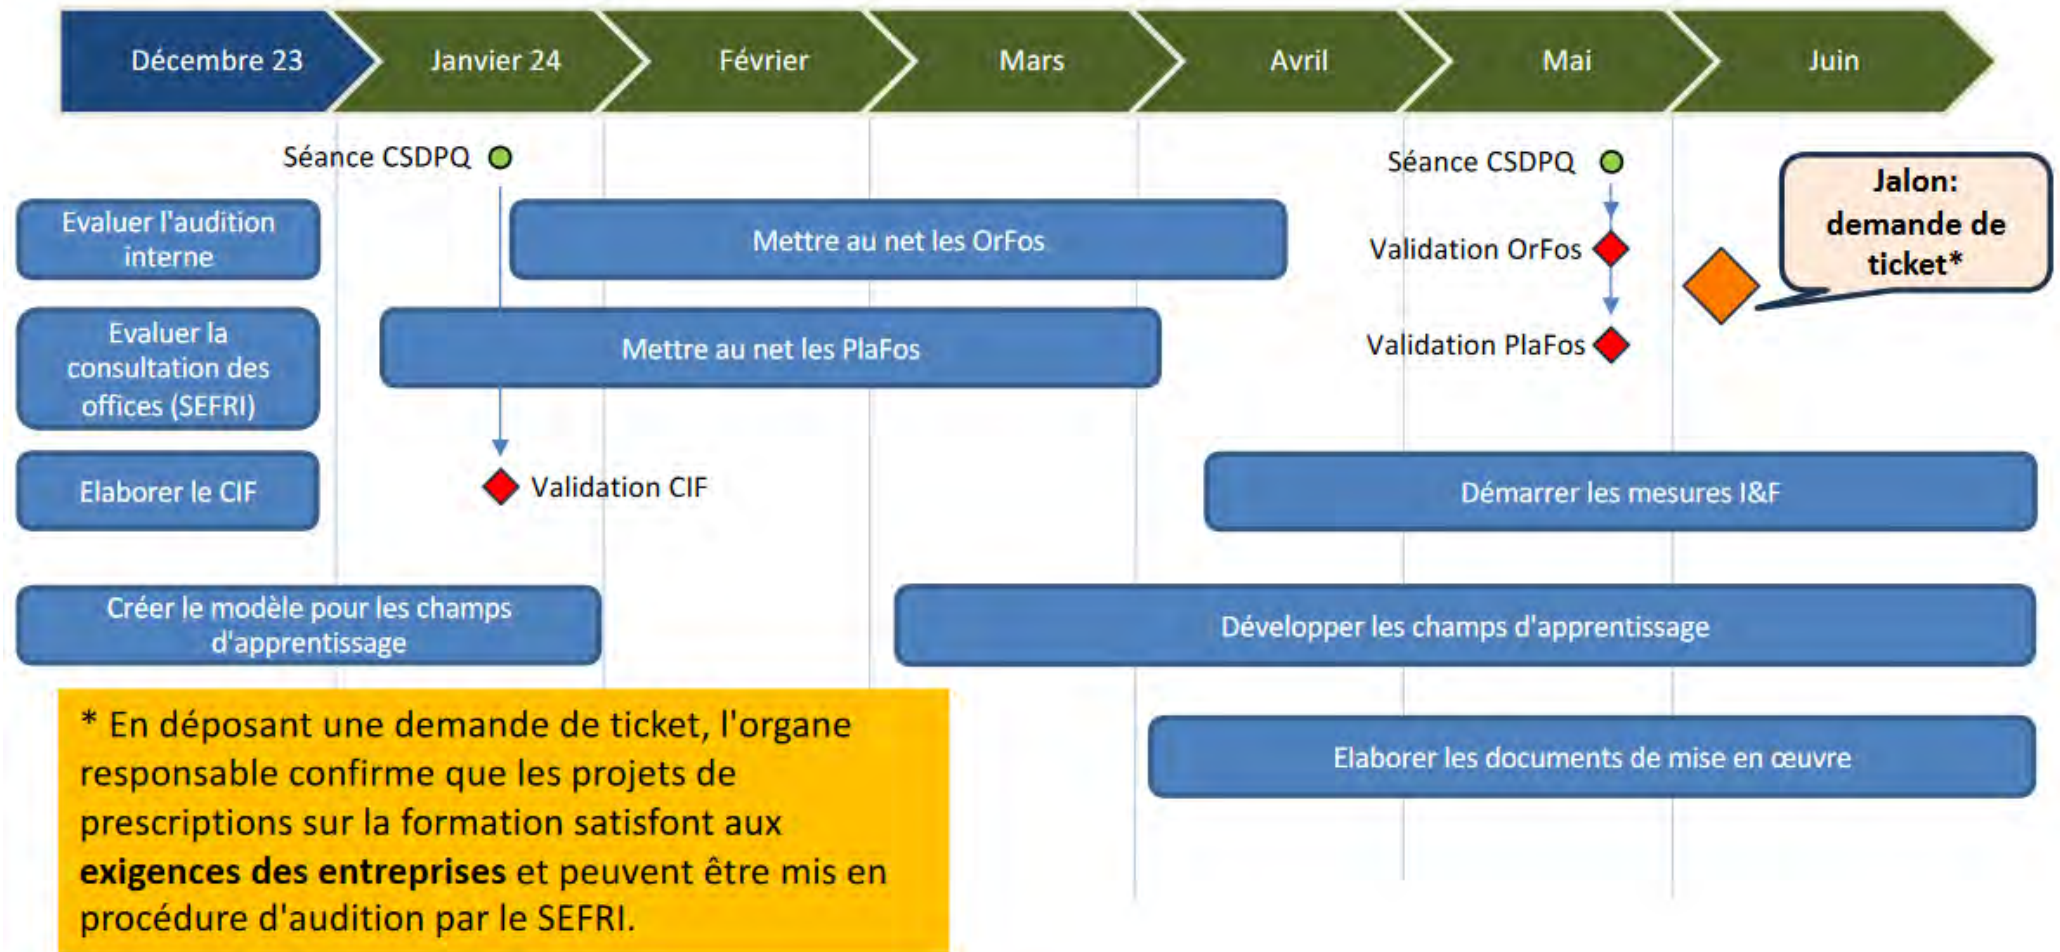 Décembre 23
Janvier 24
Février
Mars
Avril
Mai
Juin
Séance CSDPQ
Séance CSDPQ
Jalon:
demande de
ticket*
Evaluer l'audition
interne
Mettre au net les OrFos
Validation OrFos
Evaluer la
consultation des
offices (SEFRI)
Mettre au net les PlaFos
Validation PlaFos
Elaborer le CIF
Validation CIF
Démarrer les mesures I&F
Créer le modèle pour les champs
d'apprentissage
Développer les champs d'apprentissage
Elaborer les documents de mise en œuvre
* En déposant une demande de ticket, l'organe
responsable confirme que les projets de
prescriptions sur la formation satisfont aux
exigences des entreprises et peuvent être mis en
procédure d'audition par le SEFRI.